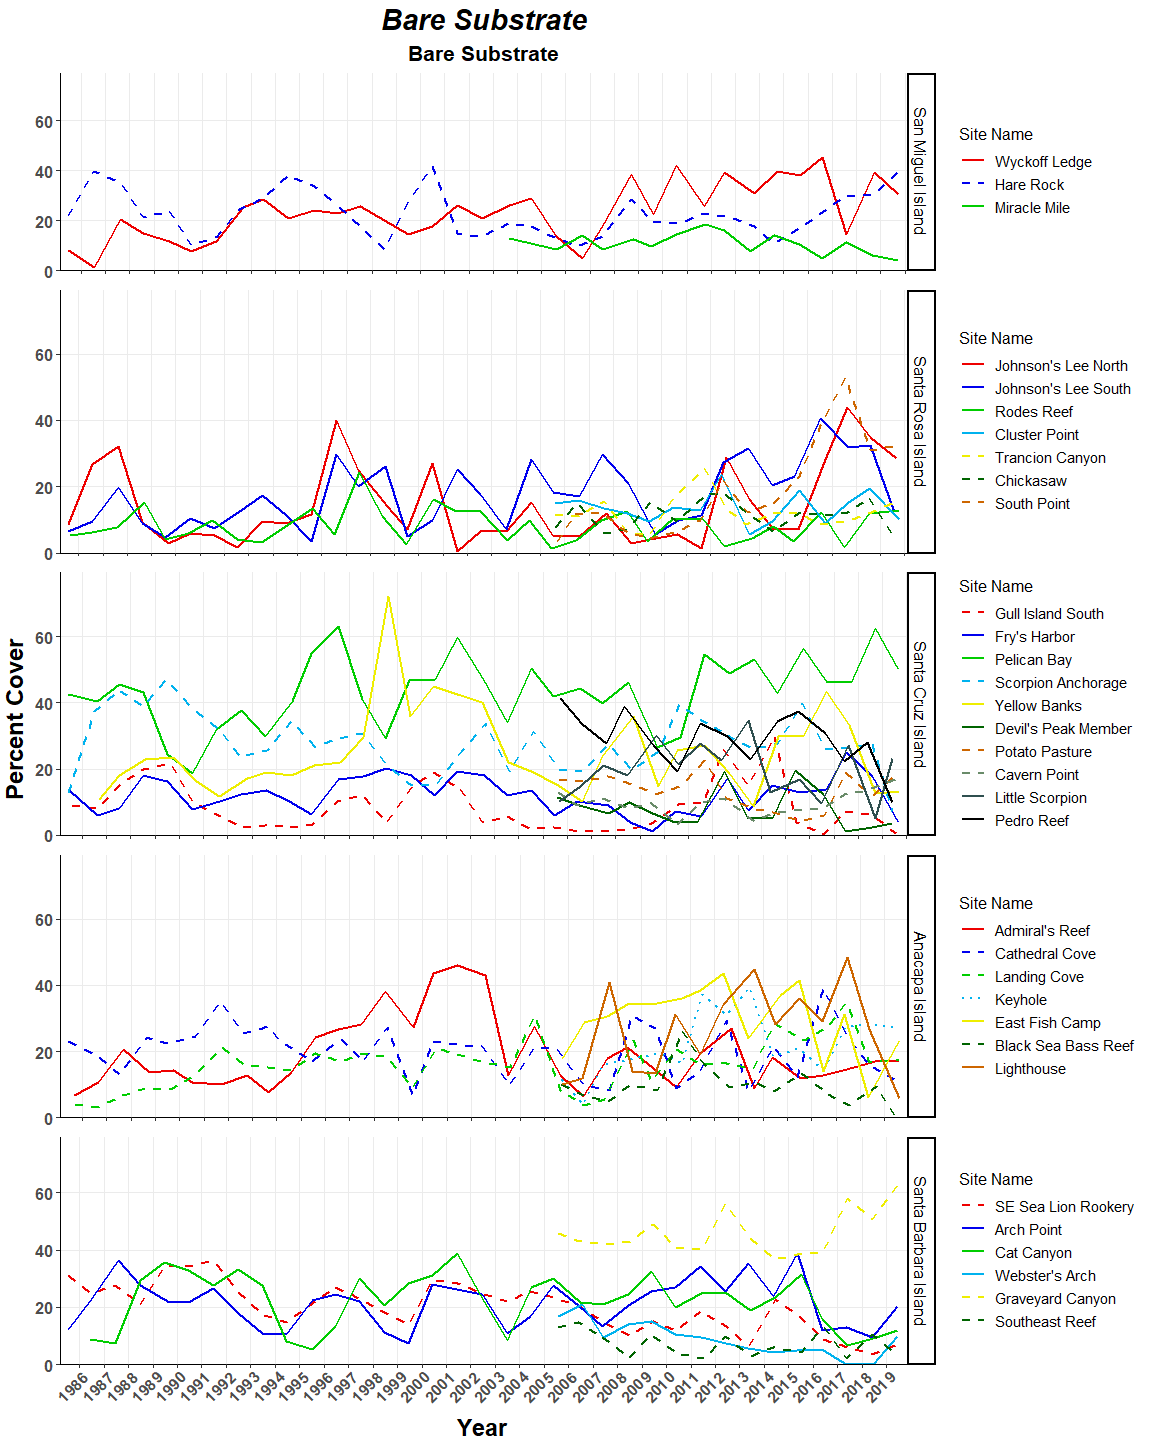 Bare Substrate
Bare Substrate
Percent Cover
60
40
20
0
San Miguel Island
Site Name
Wyckoff Ledge
Hare Rock
Miracle Mile
60
40
20
0
Santa Rosa Island
Site Name
Johnson's Lee North
Johnson's Lee South
Rodes Reef
Cluster Point
Trancion Canyon
Chickasaw
South Point
60
40
20
0
Santa Cruz Island
Site Name
Gull Island South
Fry's Harbor
Pelican Bay
Scorpion Anchorage
Yellow Banks
Devil's Peak Member
Potato Pasture
Cavern Point
Little Scorpion
Pedro Reef
60
40
20
0
Anacapa Island
Site Name
Admiral's Reef
Cathedral Cove
Landing Cove
Keyhole
East Fish Camp
Black Sea Bass Reef
Lighthouse
60
40
20
0
Santa Barbara Island
Site Name
SE Sea Lion Rookery
Arch Point
Cat Canyon
Webster's Arch
Graveyard Canyon
Southeast Reef
1986 1987 1988 1989 1990 1991 1992 1993 1994 1995 1996 1997 1998 1999 2000 2001 2002 2003 2004 2005 2006 2007 2008 2009 2010 2011 2012 2013 2014 2015 2016 2017 2018 2019
Year